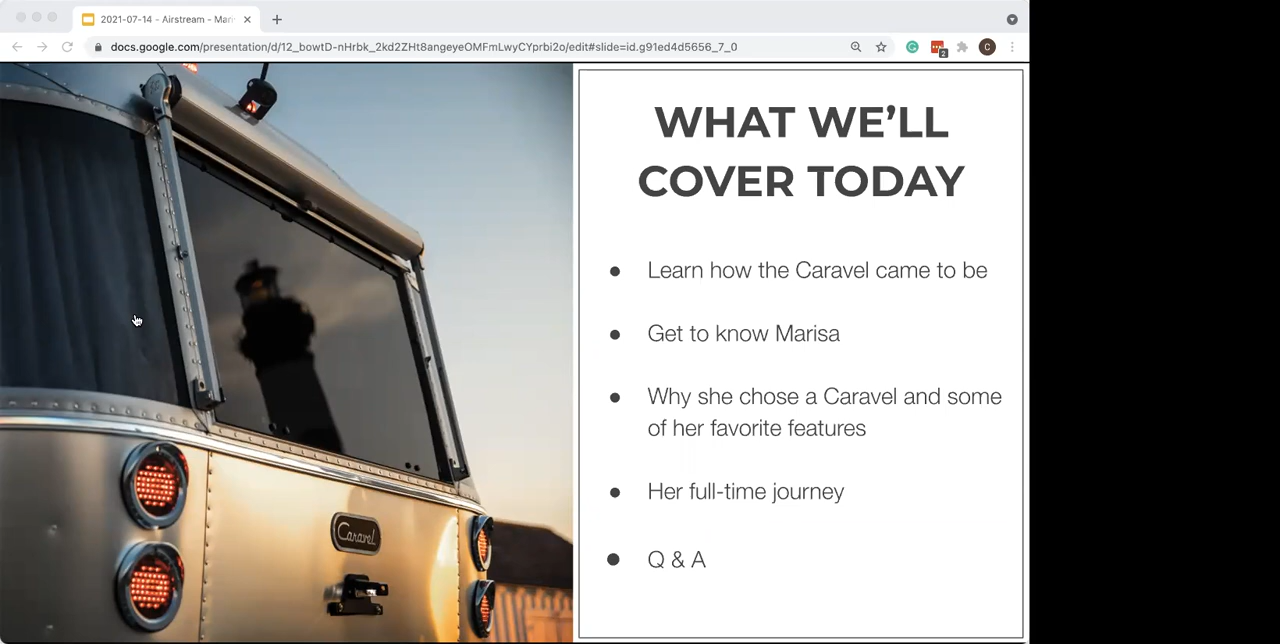 2021-07-14 - Airstream - Mar
docs.google.com/presentation/d/12_bowtD-nHrbk_2kd2ZHt8angeyeOMFmLwyCYprbi2o/edit#slide=id.g91ed4d5656_7_0
2
C
WHAT WE'LL
COVER TODAY
● Learn how the Caravel came to be
● Get to know Marisa
● Why she chose a Caravel and some
of her favorite features
● Her full-time journey
● Q & A
Caravel